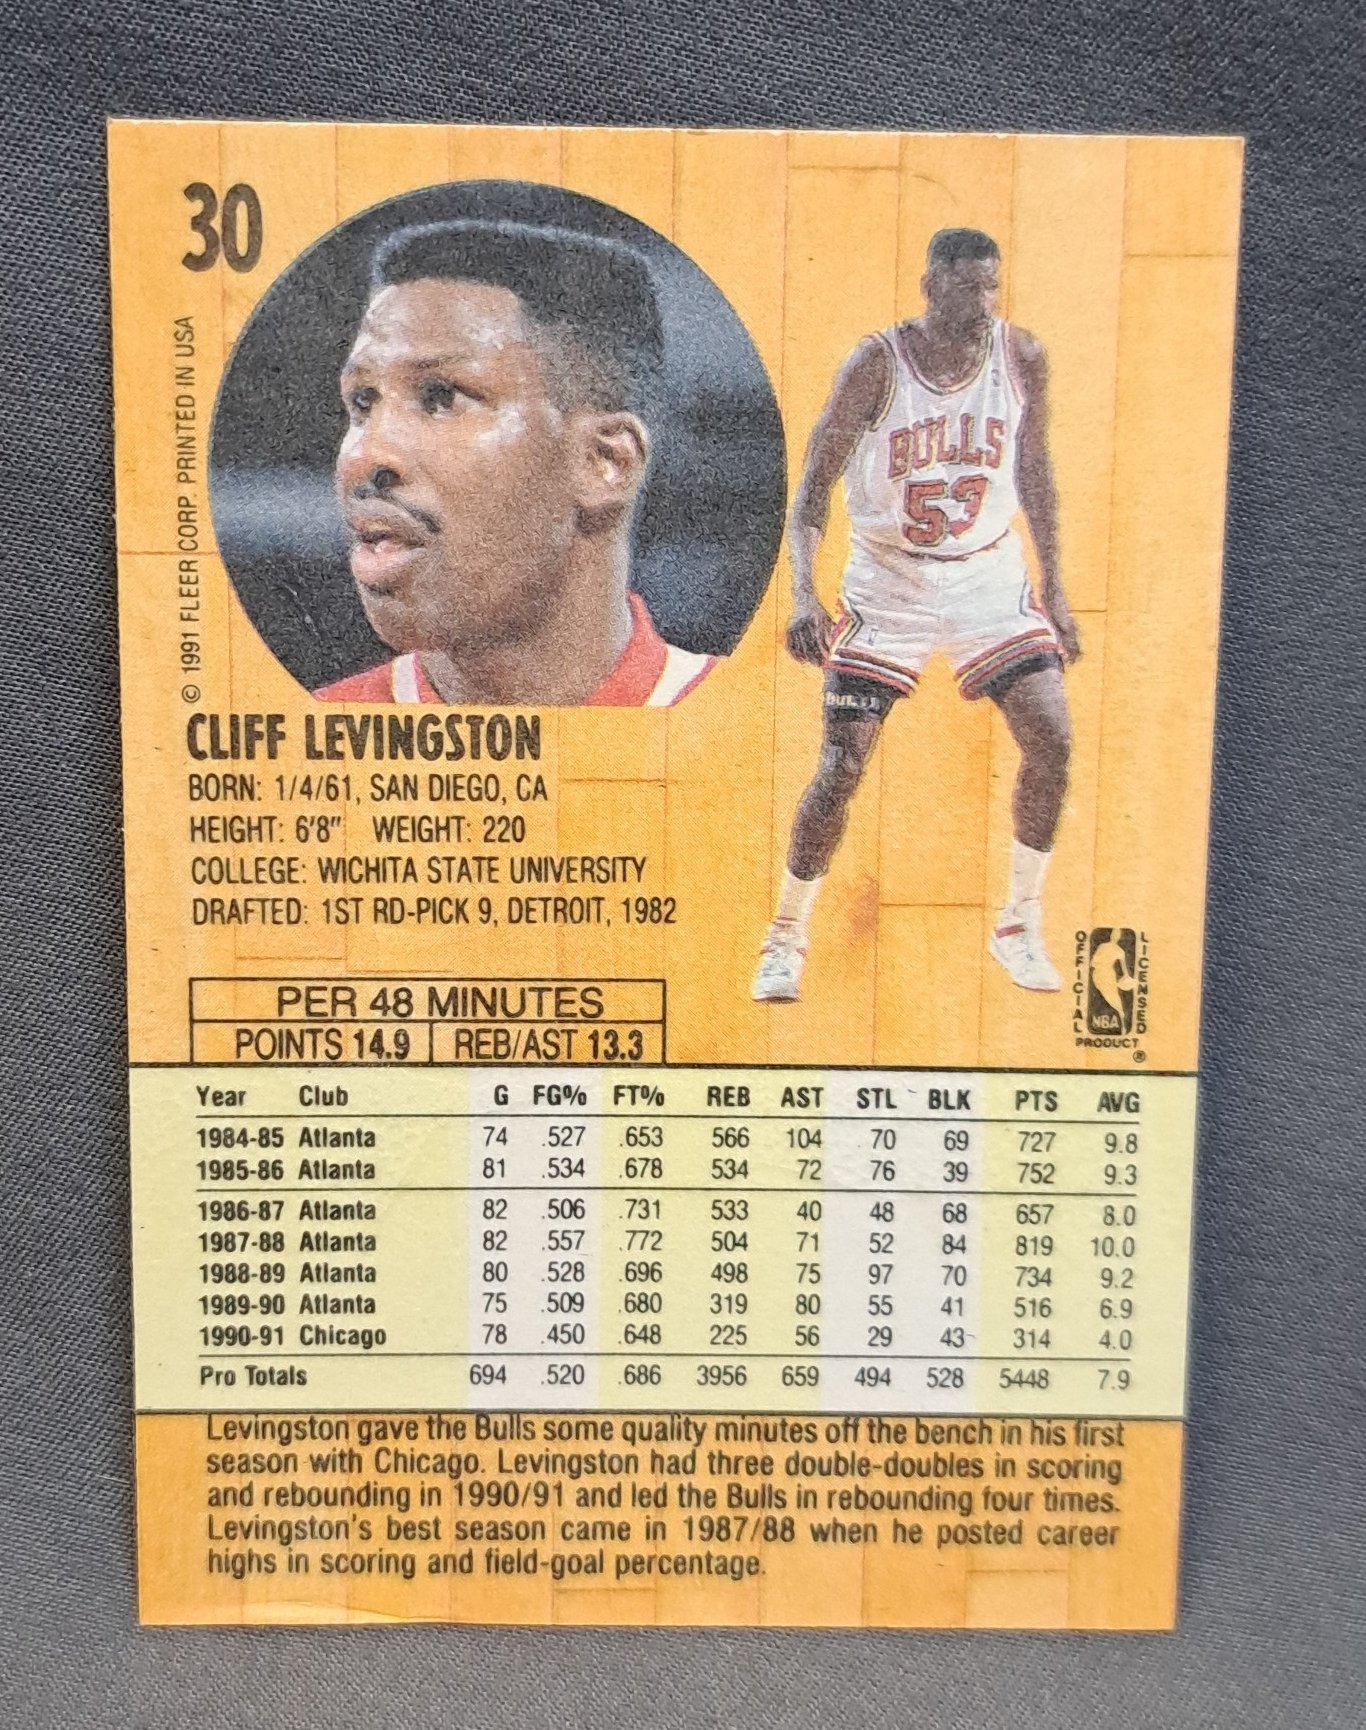 30
© 1991 FLEER CORP. PRINTED IN USA
BULLS
53
BULLS
CLIFF LEVINGSTON
BORN: 1/4/61, SAN DIEGO, CA
HEIGHT: 6'8" WEIGHT: 220
COLLEGE: WICHITA STATE UNIVERSITY
DRAFTED: 1ST RD-PICK 9, DETROIT, 1982
OFFICIAL LICENSED
NBA
PRODUCT
®
PER 48 MINUTES
POINTS 14.9 REB/AST 13.3
Year Club G FG% FT% REB AST STL BLK PTS AVG
1984-85 Atlanta 74 .527 .653 566 104 70 69 727 9.8
1985-86 Atlanta 81 .534 .678 534 72 76 39 752 9.3
1986-87 Atlanta 82 .506 .731 533 40 48 68 657 8.0
1987-88 Atlanta 82 .557 .772 504 71 52 84 819 10.0
1988-89 Atlanta 80 .528 .696 498 75 97 70 734 9.2
1989-90 Atlanta 75 .509 .680 319 80 55 41 516 6.9
1990-91 Chicago 78 .450 .648 225 56 29 43 314 4.0
Pro Totals 694 .520 .686 3956 659 494 528 5448 7.9
Levingston gave the Bulls some quality minutes off the bench in his first
season with Chicago. Levingston had three double-doubles in scoring
and rebounding in 1990/91 and led the Bulls in rebounding four times.
Levingston's best season came in 1987/88 when he posted career
highs in scoring and field-goal percentage.